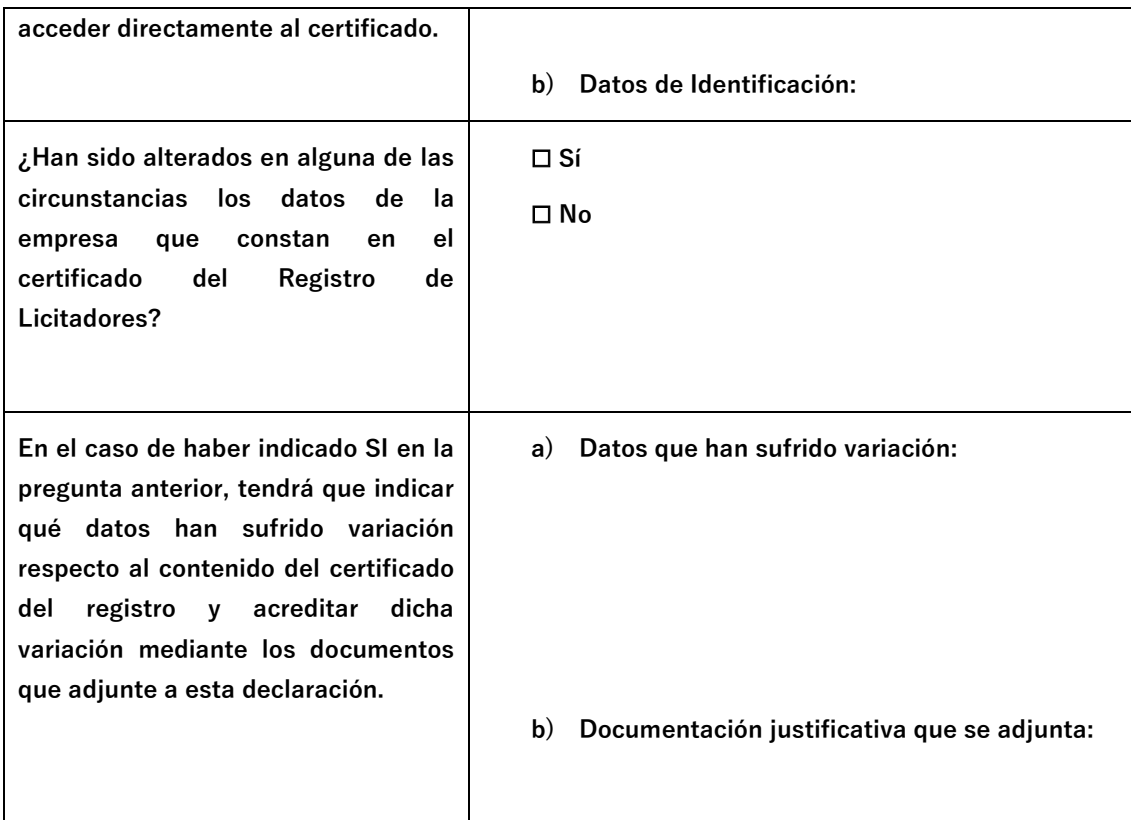 acceder directamente al certificado.
b) Datos de Identificación:
¿Han sido alterados en alguna de las
circunstancias los datos de la
empresa que constan en el
certificado del Registro de
Licitadores?
☐ Sí
☐ No
En el caso de haber indicado SI en la
pregunta anterior, tendrá que indicar
qué datos han sufrido variación
respecto al contenido del certificado
del registro y acreditar dicha
variación mediante los documentos
que adjunte a esta declaración.
a) Datos que han sufrido variación:
b) Documentación justificativa que se adjunta: